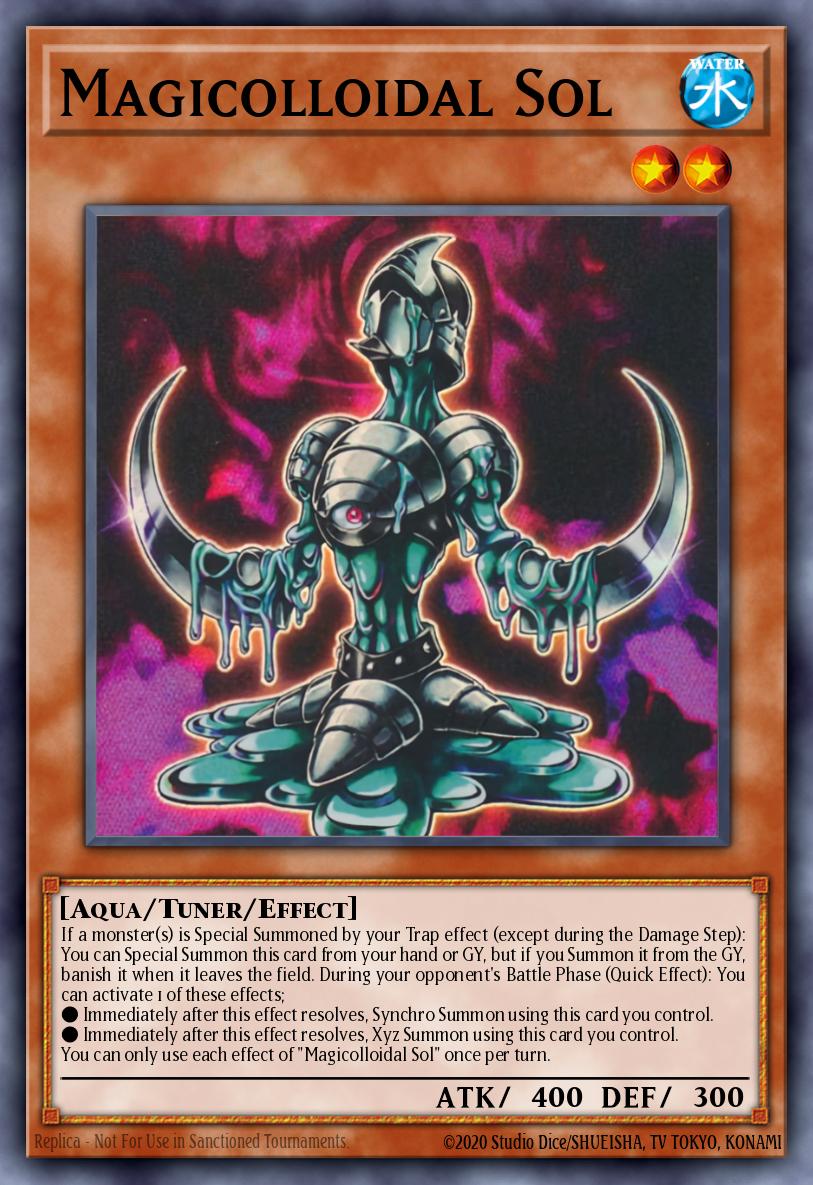 Magicolloidal Sol
WATER
水
[Aqua/Tuner/Effect]
If a monster(s) is Special Summoned by your Trap effect (except during the Damage Step):
You can Special Summon this card from your hand or GY, but if you Summon it from the GY,
banish it when it leaves the field. During your opponent's Battle Phase (Quick Effect): You
can activate 1 of these effects;
● Immediately after this effect resolves, Synchro Summon using this card you control.
● Immediately after this effect resolves, Xyz Summon using this card you control.
You can only use each effect of "Magicolloidal Sol" once per turn.
ATK/ 400 DEF/ 300
Replica - Not For Use in Sanctioned Tournaments. ©2020 Studio Dice/SHUEISHA, TV TOKYO, KONAMI